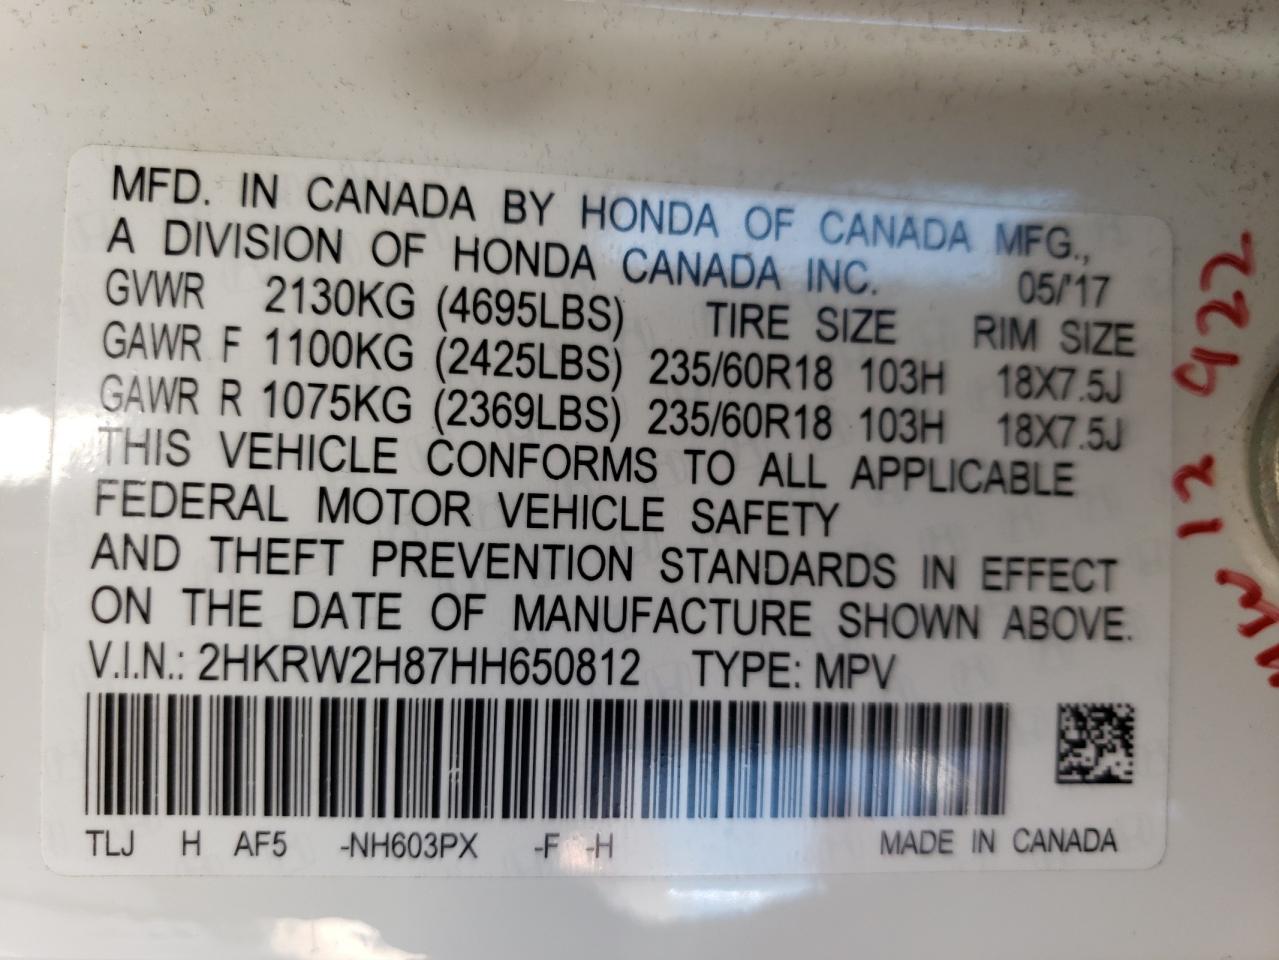 MFD. IN CANADA BY HONDA OF CANADA MFG.,
A DIVISION OF HONDA CANADA INC. 05/'17
GVWR 2130KG (4695LBS) TIRE SIZE RIM SIZE
GAWR F 1100KG (2425LBS) 235/60R18 103H 18X7.5J
GAWR R 1075KG (2369LBS) 235/60R18 103H 18X7.5J
THIS VEHICLE CONFORMS TO ALL APPLICABLE
FEDERAL MOTOR VEHICLE SAFETY
AND THEFT PREVENTION STANDARDS IN EFFECT
ON THE DATE OF MANUFACTURE SHOWN ABOVE.
V.I.N.: 2HKRW2H87HH650812 TYPE: MPV
TLJ H AF5 -NH603PX -F -H MADE IN CANADA
12 922